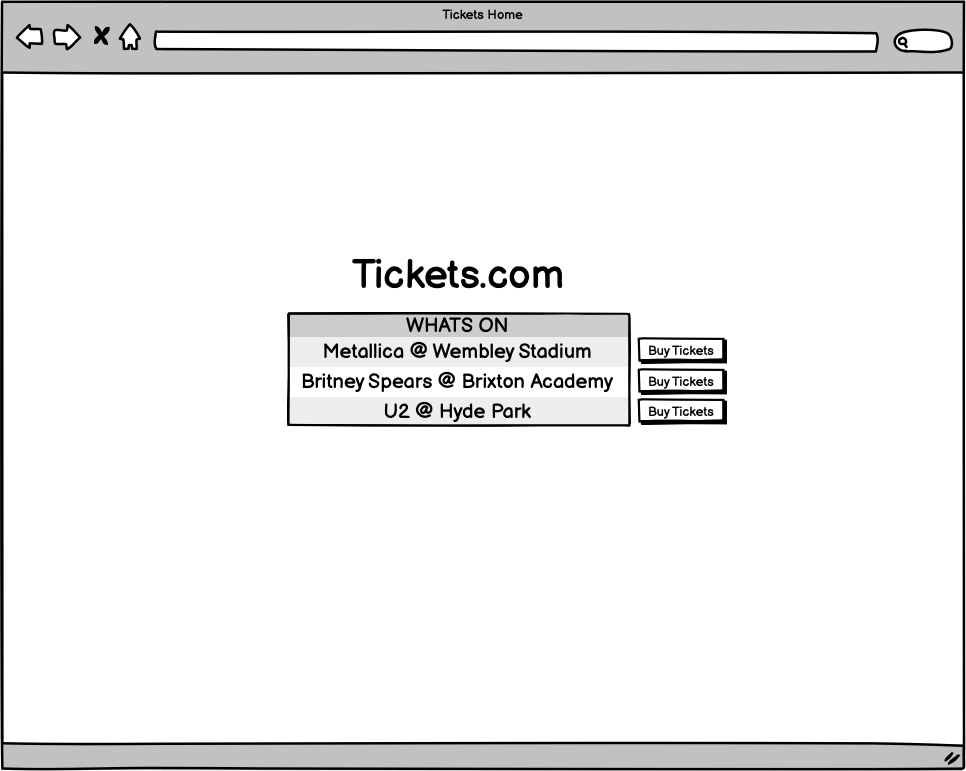 Tickets Home
Tickets.com
WHATS ON
Metallica @ Wembley Stadium
Buy Tickets
Britney Spears @ Brixton Academy
Buy Tickets
U2 @ Hyde Park
Buy Tickets